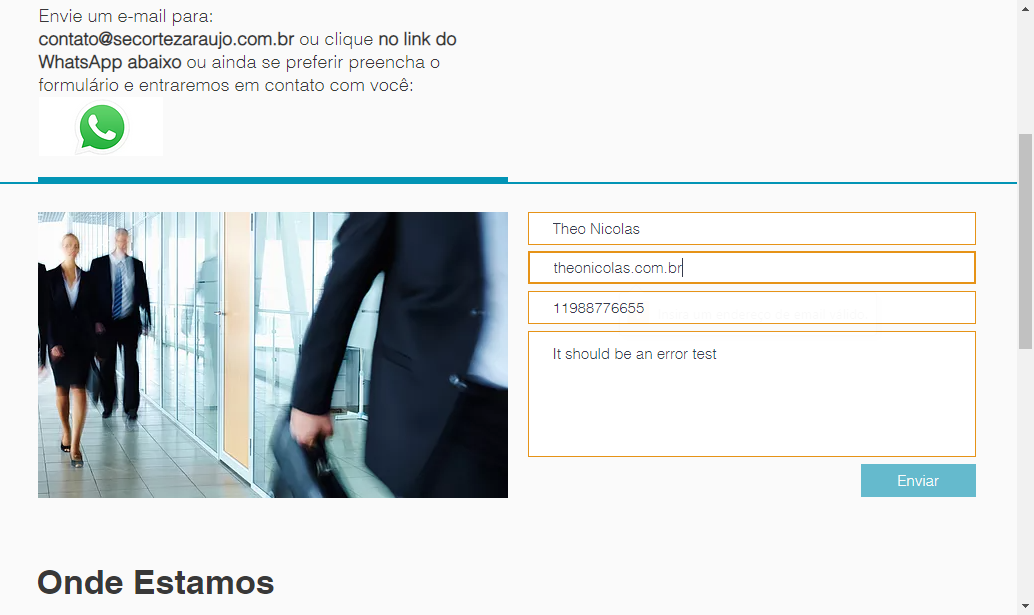 Envie um e-mail para:
contato@secortezaraujo.com.br ou clique no link do
WhatsApp abaixo ou ainda se preferir preencha o
formulário e entraremos em contato com você:
Theo Nicolas
theonicolas.com.br
11988776655
It should be an error test
Enviar
Onde Estamos